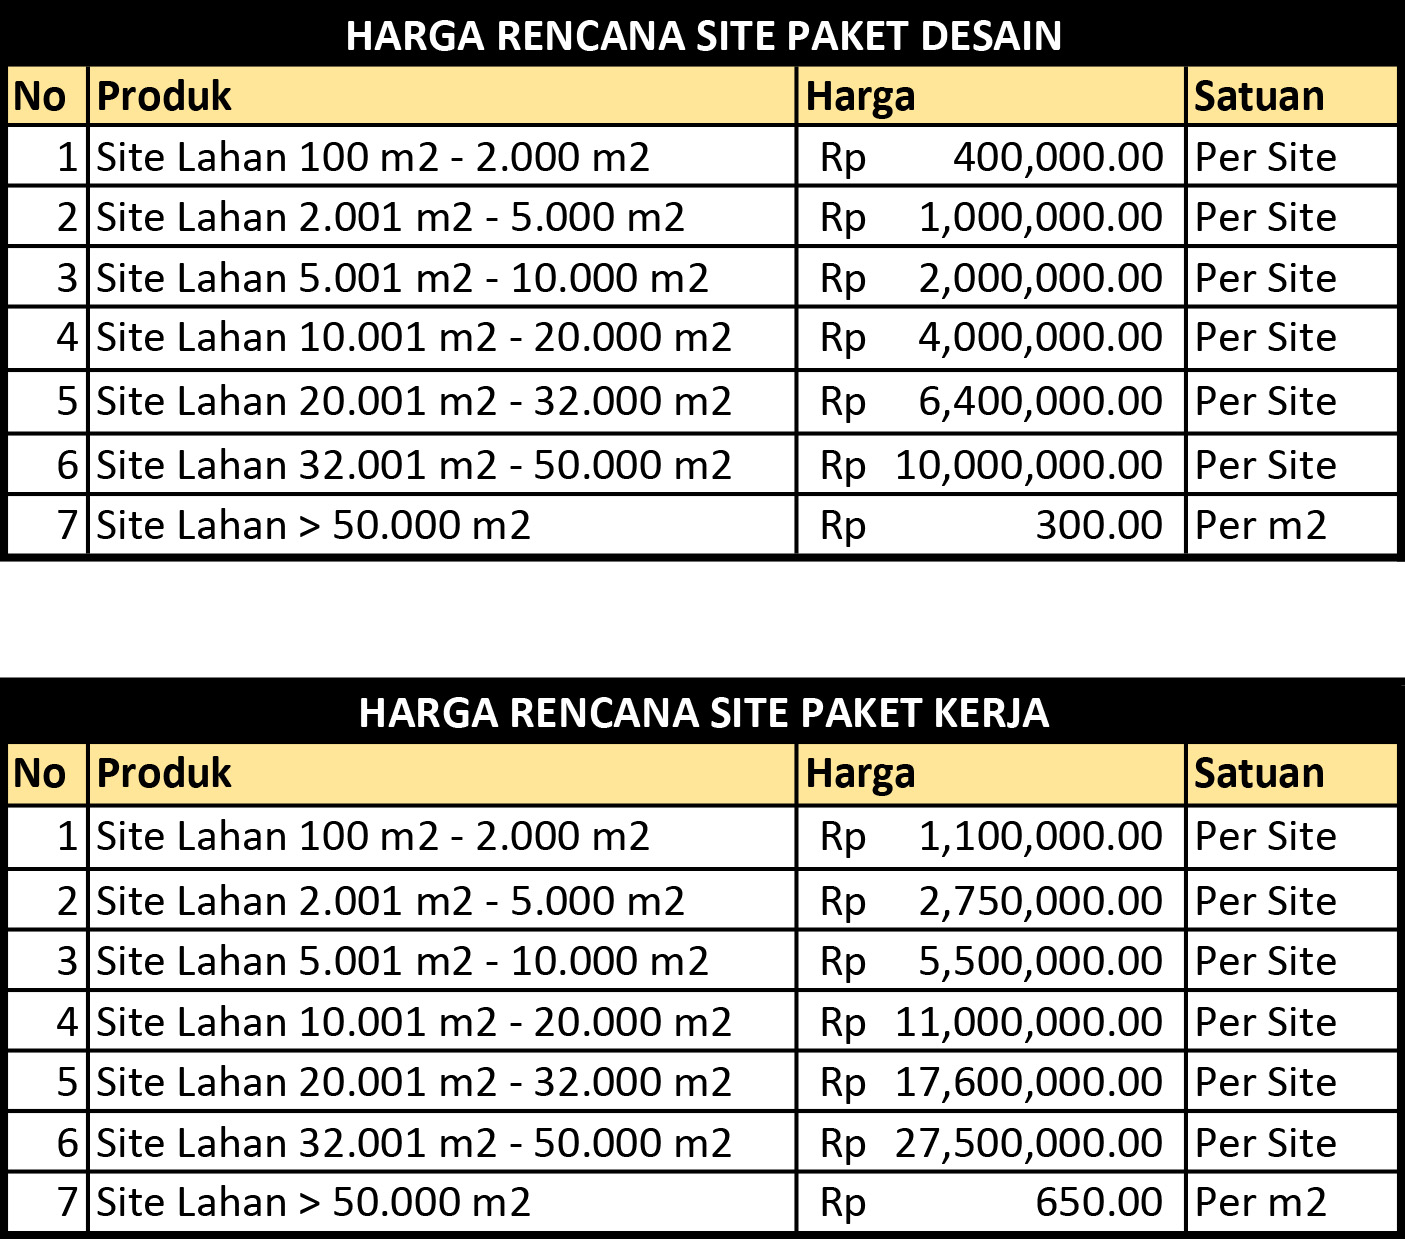 HARGA RENCANA SITE PAKET DESAIN
No Produk Harga Satuan
1 Site Lahan 100 m2 - 2.000 m2 Rp 400,000.00 Per Site
2 Site Lahan 2.001 m2 - 5.000 m2 Rp 1,000,000.00 Per Site
3 Site Lahan 5.001 m2 - 10.000 m2 Rp 2,000,000.00 Per Site
4 Site Lahan 10.001 m2 - 20.000 m2 Rp 4,000,000.00 Per Site
5 Site Lahan 20.001 m2 - 32.000 m2 Rp 6,400,000.00 Per Site
6 Site Lahan 32.001 m2 - 50.000 m2 Rp 10,000,000.00 Per Site
7 Site Lahan > 50.000 m2 Rp 300.00 Per m2
HARGA RENCANA SITE PAKET KERJA
No Produk Harga Satuan
1 Site Lahan 100 m2 - 2.000 m2 Rp 1,100,000.00 Per Site
2 Site Lahan 2.001 m2 - 5.000 m2 Rp 2,750,000.00 Per Site
3 Site Lahan 5.001 m2 - 10.000 m2 Rp 5,500,000.00 Per Site
4 Site Lahan 10.001 m2 - 20.000 m2 Rp 11,000,000.00 Per Site
5 Site Lahan 20.001 m2 - 32.000 m2 Rp 17,600,000.00 Per Site
6 Site Lahan 32.001 m2 - 50.000 m2 Rp 27,500,000.00 Per Site
7 Site Lahan > 50.000 m2 Rp 650.00 Per m2